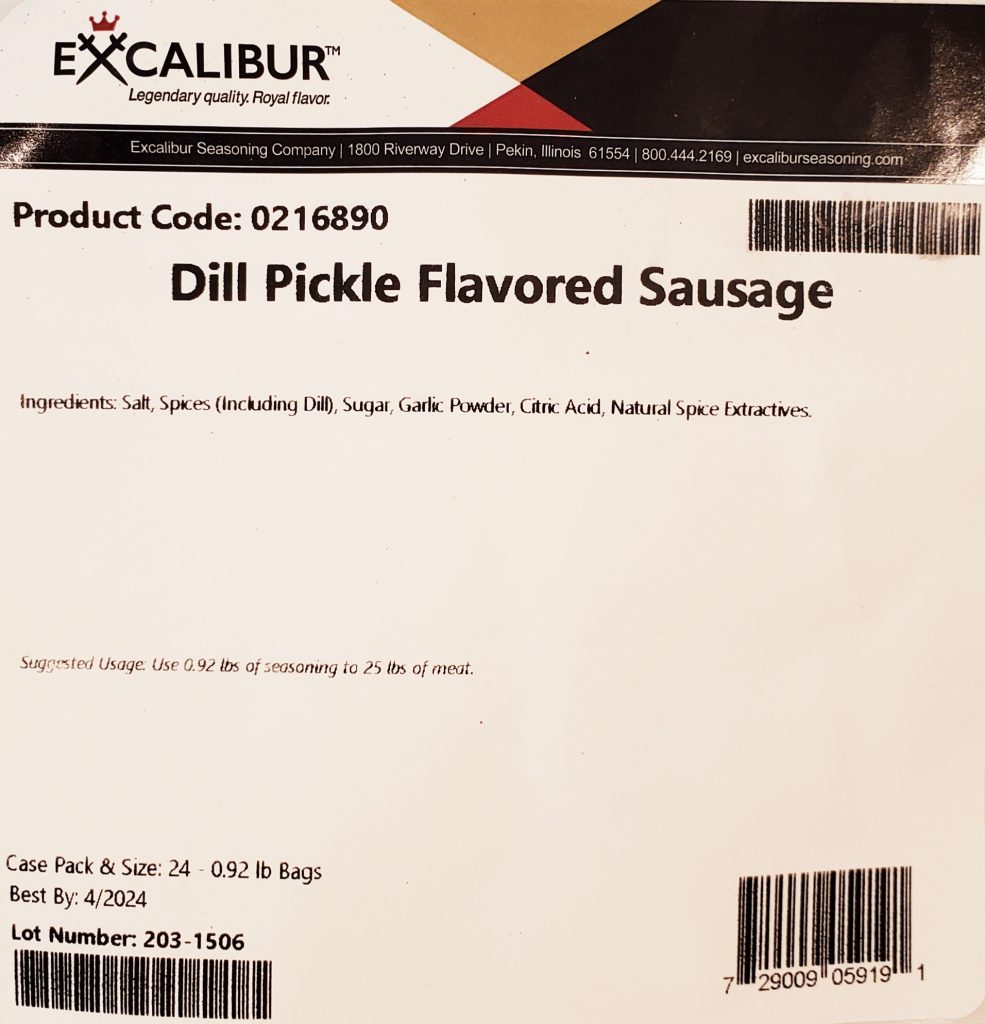 EXCALIBUR™
Legendary quality. Royal flavor.
Excalibur Seasoning Company | 1800 Riverway Drive | Pekin, Illinois 61554 | 800.444.2169 | excaliburseasoning.com
Product Code: 0216890
Dill Pickle Flavored Sausage
Ingredients: Salt, Spices (Including Dill), Sugar, Garlic Powder, Citric Acid, Natural Spice Extractives.
Suggested Usage: Use 0.92 lbs of seasoning to 25 lbs of meat.
Case Pack & Size: 24 - 0.92 lb Bags
Best By: 4/2024
Lot Number: 203-1506
7 29009 05919 1